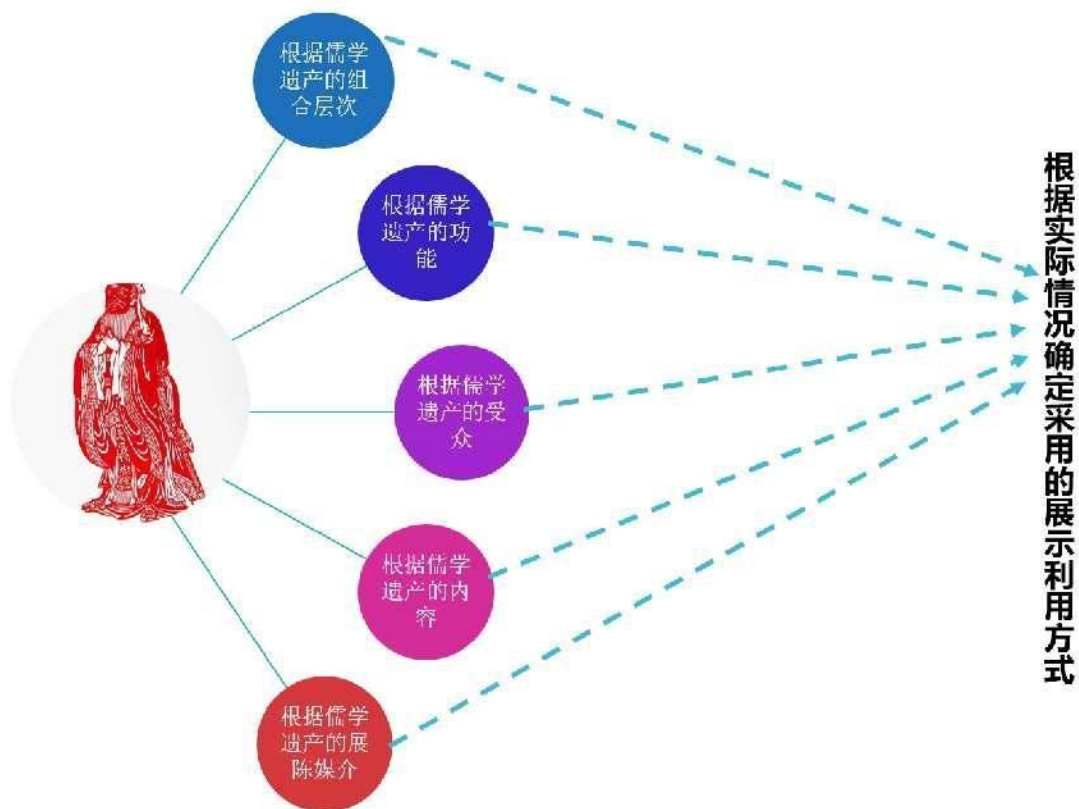 根据儒学
遗产的组
合层次
根据儒学
遗产的功
能
根据儒学
遗产的受
众
根据儒学
遗产的内
容
根据儒学
遗产的展
陈媒介
根据实际情况确定采用的展示利用方式